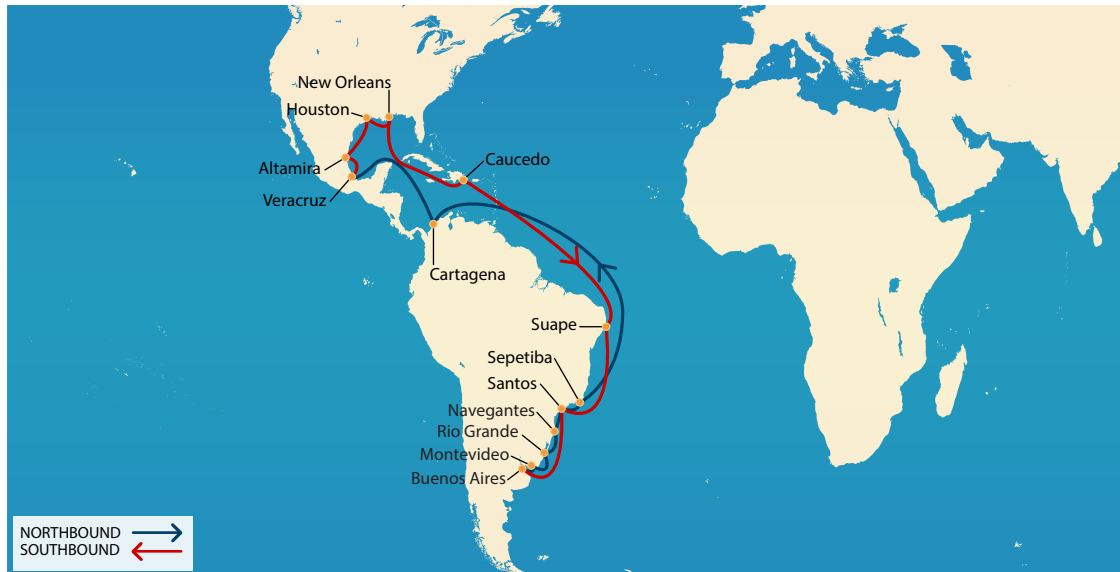 New Orleans
Houston
Altamira
Veracruz
Caucedo
Cartagena
Suape
Sepetiba
Santos
Navegantes
Rio Grande
Montevideo
Buenos Aires
NORTHBOUND
SOUTHBOUND